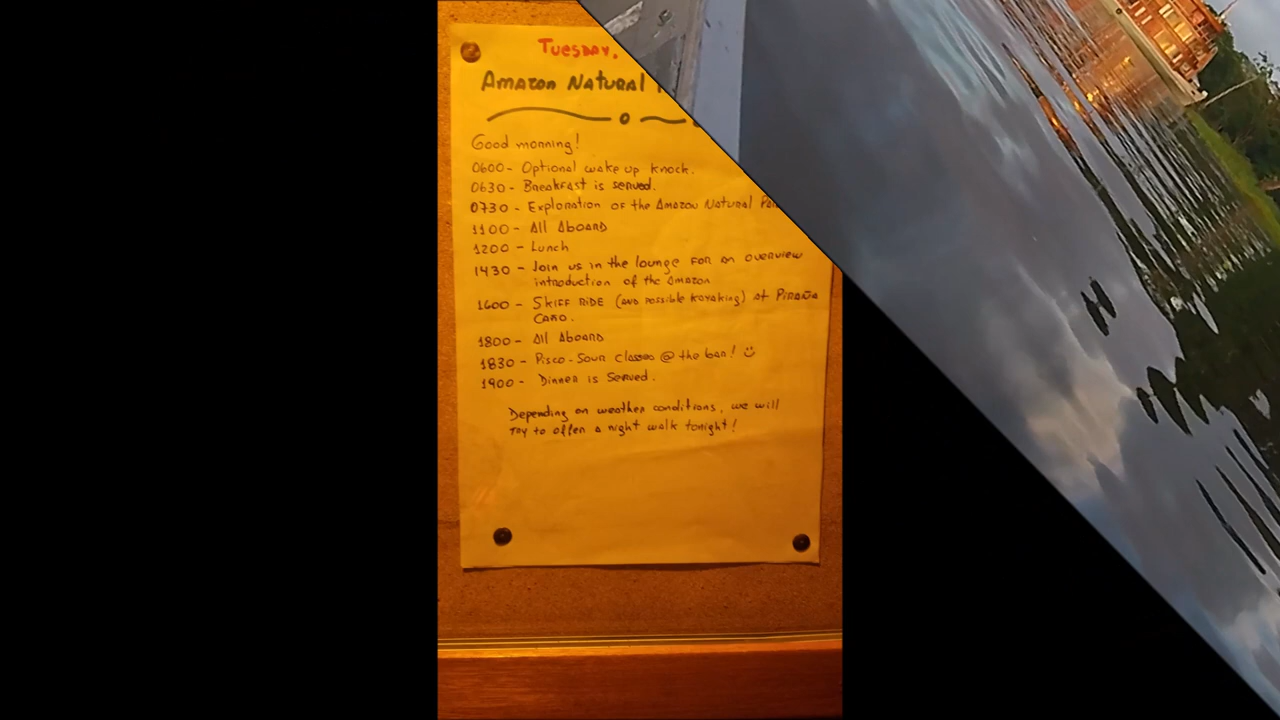 Tuesday,
Amazon Natural
Good morning!
0600- Optional wake up knock.
0630- Breakfast is served.
0730 - Exploration of the Amazon Natural
1100 - All Aboard
1200 - Lunch
1430 - Join us in the lounge for an overview
introduction of the Amazon
1600 - Skiff ride (and possible kayaking) at Piraña
Caño.
1800 - All Aboard
1830 - Pisco-Sour classes @ the bar! ☺
1900 - Dinner is Served.
Depending on weather conditions, we will
try to offer a night walk tonight!